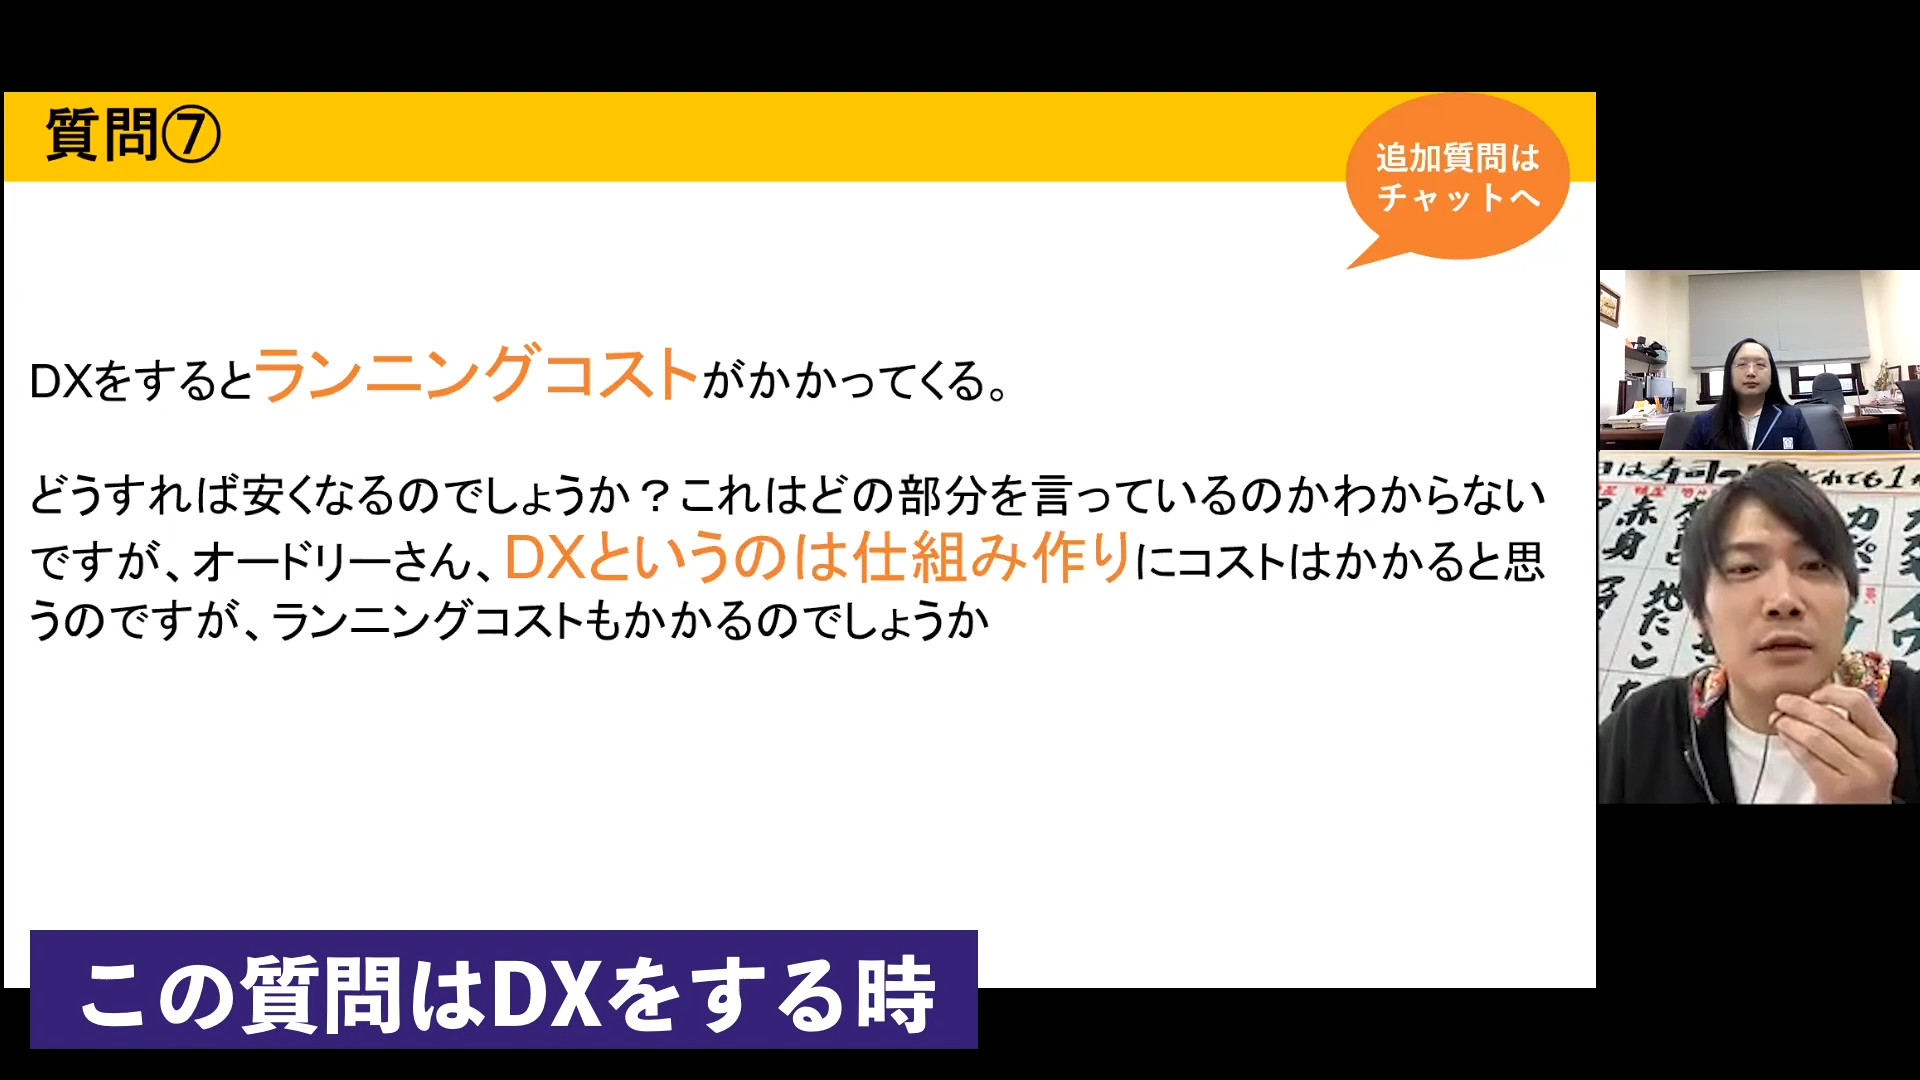 質問⑦
追加質問は
チャットへ
DXをするとランニングコストがかかってくる。
どうすれば安くなるのでしょうか？これはどの部分を言っているのかわからない
ですが、オードリーさん、DXというのは仕組み作りにコストはかかると思
うのですが、ランニングコストもかかるのでしょうか
この質問はDXをする時
赤身
地たこ